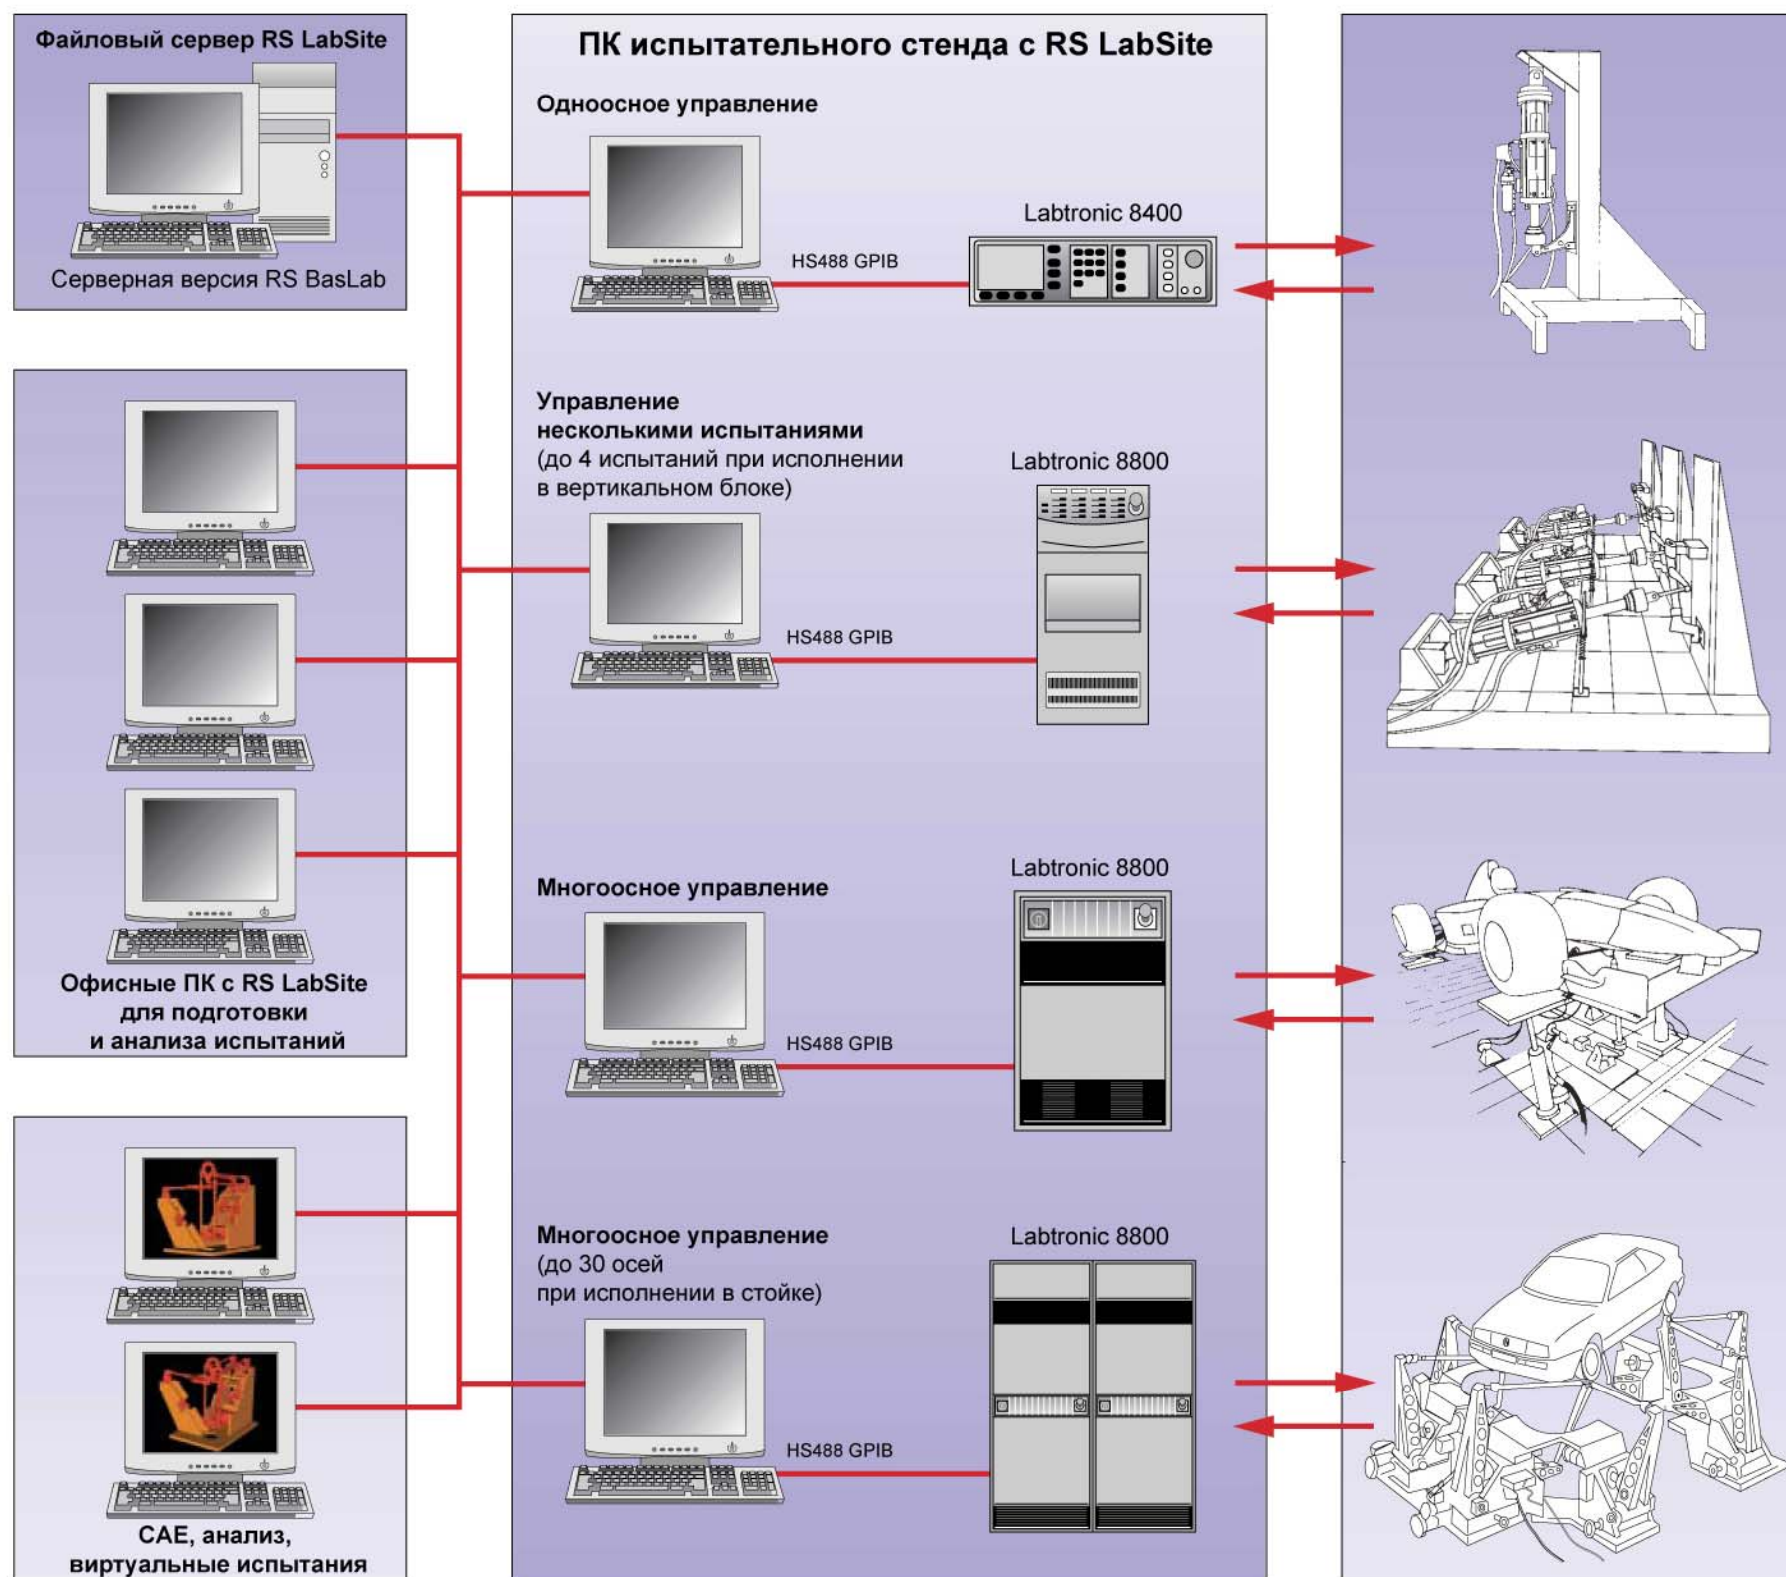 Файловый сервер RS LabSite
Серверная версия RS BasLab
Офисные ПК с RS LabSite
для подготовки
и анализа испытаний
CAE, анализ,
виртуальные испытания
ПК испытательного стенда с RS LabSite
Одноосное управление
Labtronic 8400
HS488 GPIB
Управление
несколькими испытаниями
(до 4 испытаний при исполнении
в вертикальном блоке)
Labtronic 8800
HS488 GPIB
Многоосное управление
Labtronic 8800
HS488 GPIB
Многоосное управление
(до 30 осей
при исполнении в стойке)
Labtronic 8800
HS488 GPIB